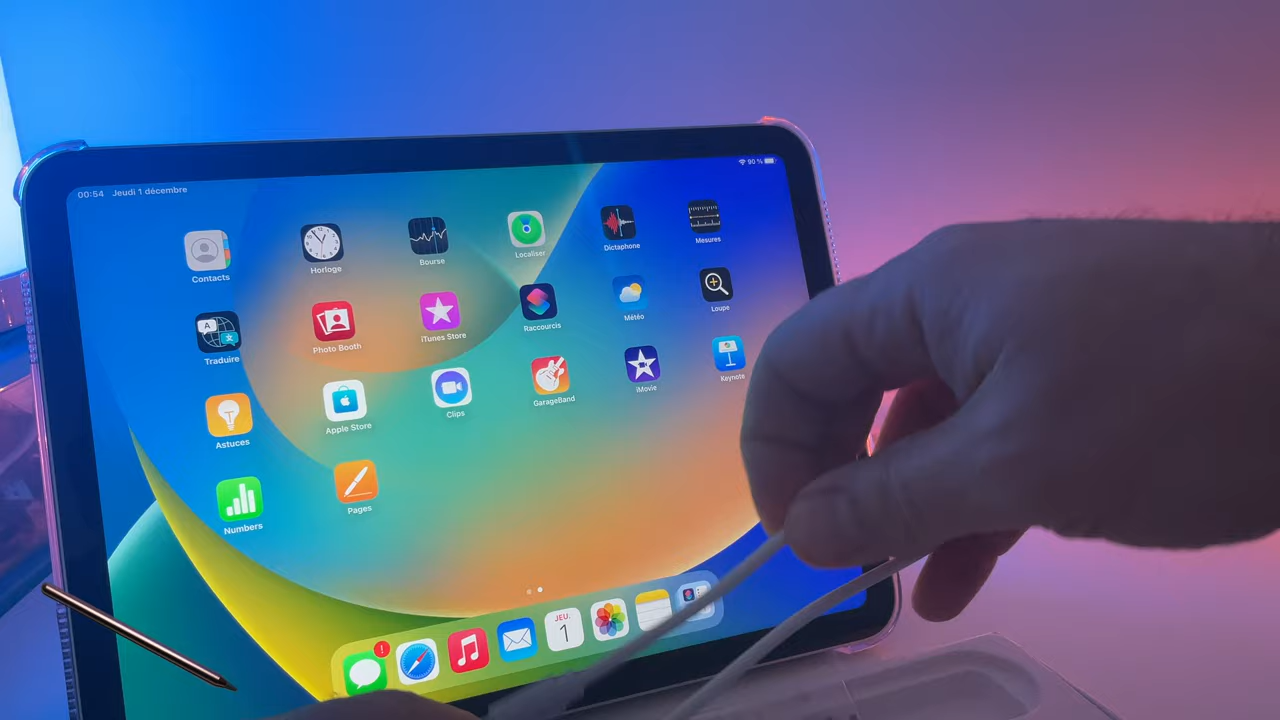 00:54 Jeudi 1 décembre
90 %
Contacts
Horloge
Bourse
Localiser
Dictaphone
Mesures
Traduire
Photo Booth
iTunes Store
Raccourcis
Météo
Loupe
Astuces
Apple Store
Clips
GarageBand
iMovie
Keynote
Numbers
Pages
!
JEU.
1